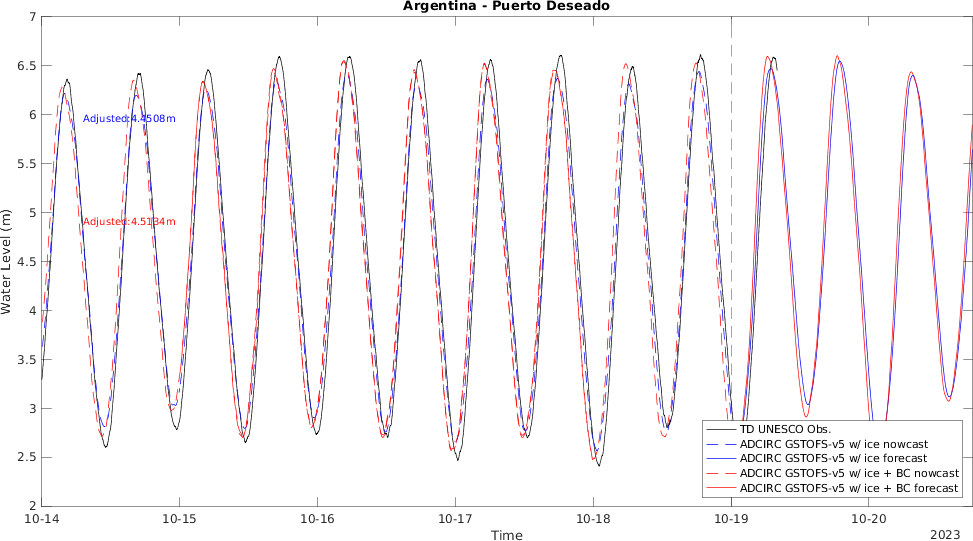 Argentina - Puerto Deseado
7
6.5
6
5.5
5
4.5
4
3.5
3
2.5
2
Water Level (m)
Adjusted:4.4508m
Adjusted:4.5134m
TD UNESCO Obs.
ADCIRC GSTOFS-v5 w/ ice nowcast
ADCIRC GSTOFS-v5 w/ ice forecast
ADCIRC GSTOFS-v5 w/ ice + BC nowcast
ADCIRC GSTOFS-v5 w/ ice + BC forecast
10-14 10-15 10-16 10-17 10-18 10-19 10-20
Time
2023